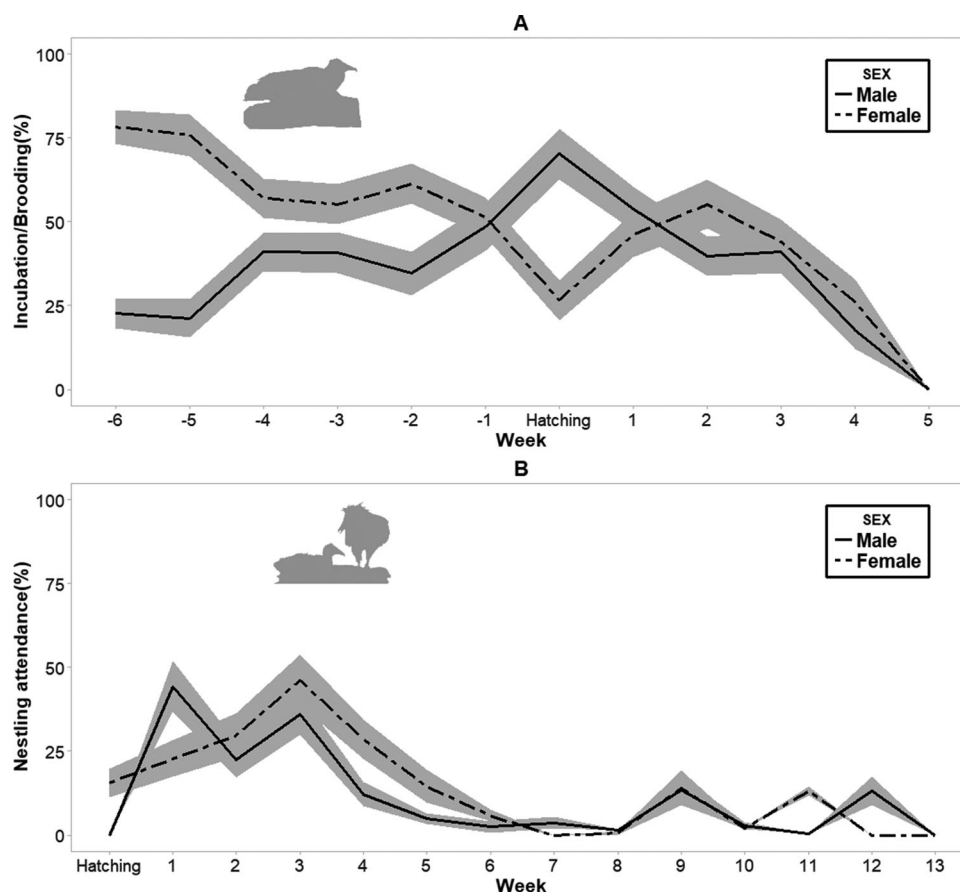 A
Incubation/Brooding(%)
100
75
50
25
0
SEX
Male
Female
-6 -5 -4 -3 -2 -1 Hatching 1 2 3 4 5
Week
B
Nestling attendance(%)
100
75
50
25
0
SEX
Male
Female
Hatching 1 2 3 4 5 6 7 8 9 10 11 12 13
Week